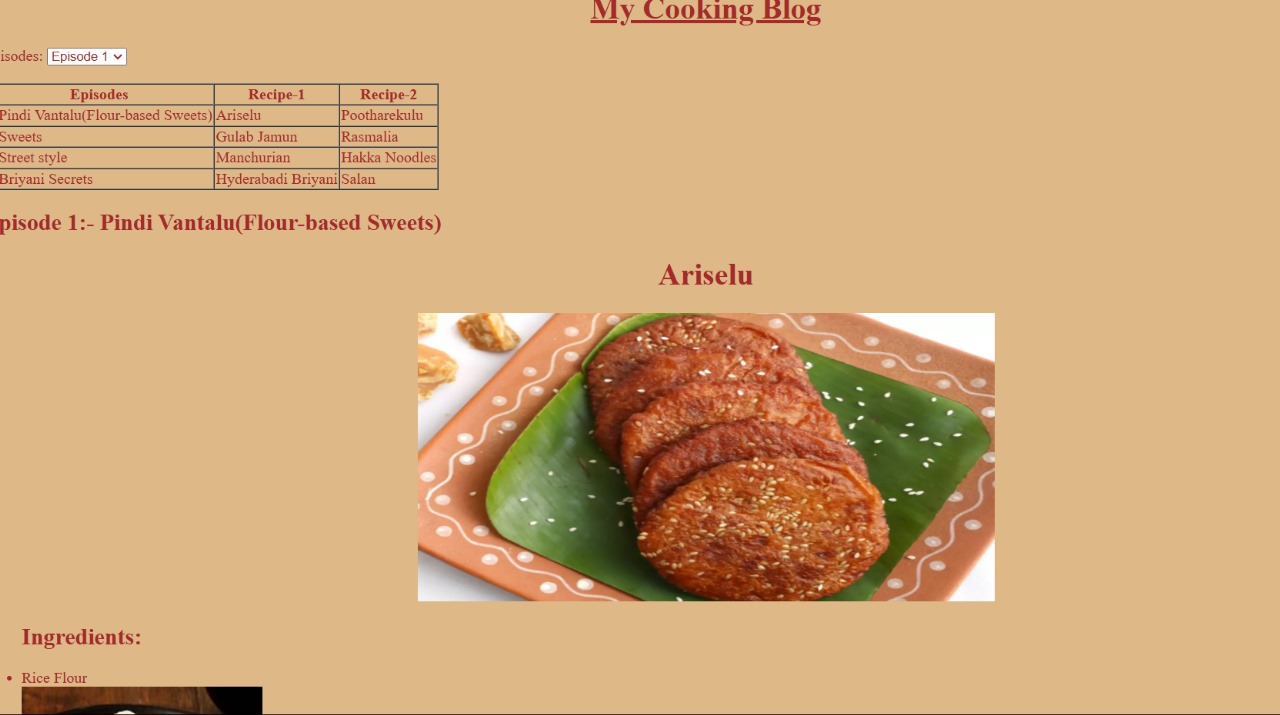 My Cooking Blog
isodes: Episode 1
Episodes Recipe-1 Recipe-2
Pindi Vantalu(Flour-based Sweets) Ariselu Pootharekulu
Sweets Gulab Jamun Rasmalia
Street style Manchurian Hakka Noodles
Briyani Secrets Hyderabadi Briyani Salan
pisode 1:- Pindi Vantalu(Flour-based Sweets)
Ariselu
Ingredients:
• Rice Flour